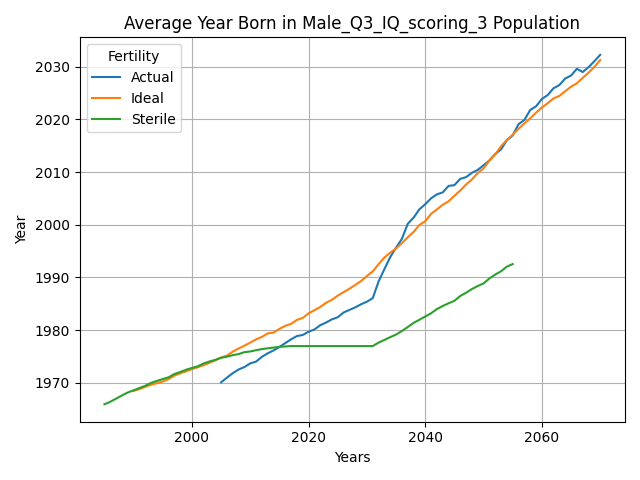 Average Year Born in Male_Q3_IQ_scoring_3 Population
Fertility
Actual
Ideal
Sterile
2030
2020
2010
2000
1990
1980
1970
Year
2000
2020
2040
2060
Years